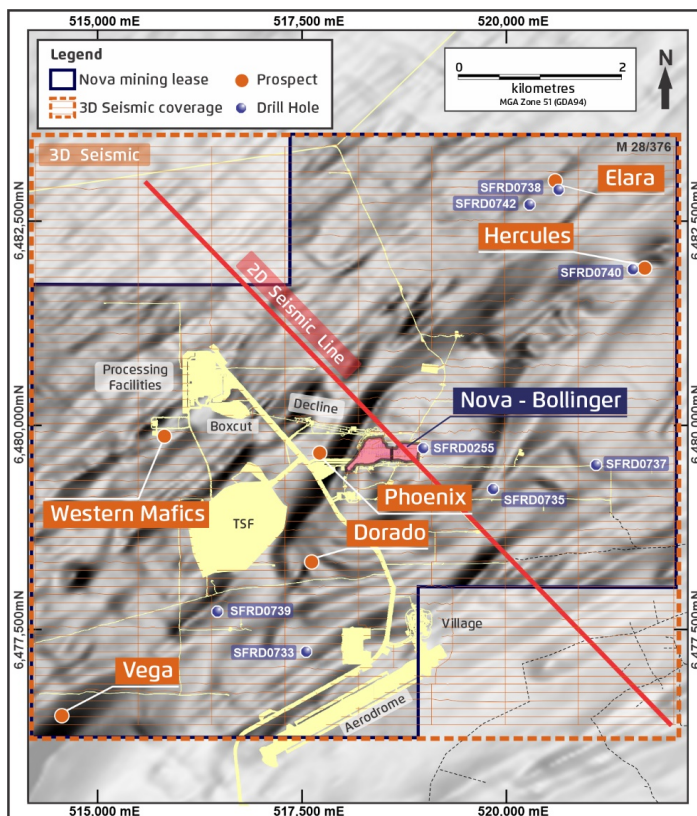 515,000 mE
517,500 mE
520,000 mE
Legend
Nova mining lease
Prospect
3D Seismic coverage
Drill Hole
0
2
kilometres
MGA Zone 51 (GDA94)
N
3D Seismic
M 28/376
SFRD0738
Elara
SFRD0742
6,482,500mN
6,482,500mN
Hercules
SFRD0740
2D Seismic Line
Processing
Facilities
Decline
Nova - Bollinger
Boxcut
6,480,000mN
6,480,000mN
SFRD0255
SFRD0737
Phoenix
SFRD0735
Western Mafics
TSF
Dorado
SFRD0739
Village
6,477,500mN
6,477,500mN
SFRD0733
Vega
Aerodrome
515,000 mE
517,500 mE
520,000 mE